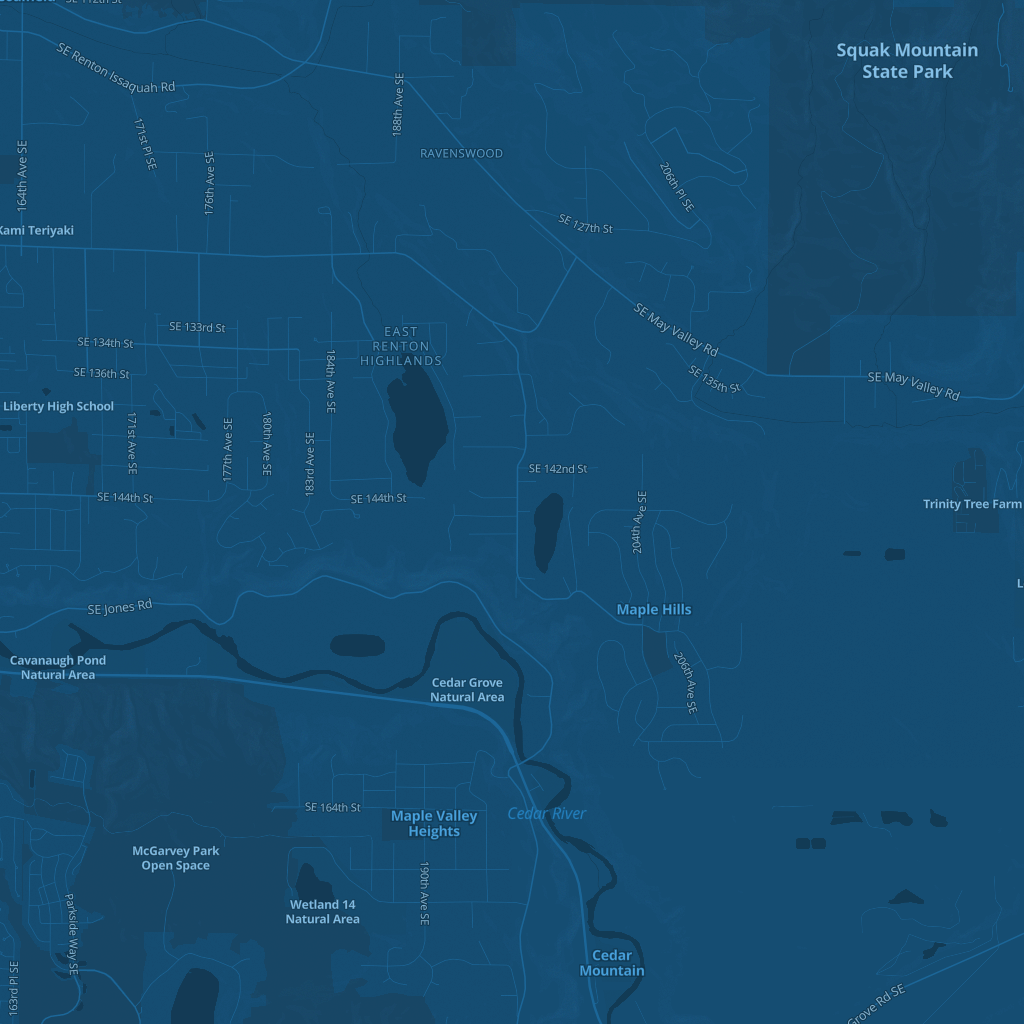 SE 112th St
SE Renton Issaquah Rd
188th Ave SE
Squak Mountain
State Park
171st Pl SE
RAVENSWOOD
164th Ave SE
176th Ave SE
206th Pl SE
SE 127th St
Kami Teriyaki
SE May Valley Rd
SE 133rd St
SE 134th St
EAST
RENTON
HIGHLANDS
SE 136th St
184th Ave SE
SE 135th St
SE May Valley Rd
Liberty High School
171st Ave SE
177th Ave SE
180th Ave SE
183rd Ave SE
SE 142nd St
SE 144th St
SE 144th St
204th Ave SE
Trinity Tree Farm
SE Jones Rd
Maple Hills
Cavanaugh Pond
Natural Area
Cedar Grove
Natural Area
206th Ave SE
SE 164th St
Maple Valley
Heights
Cedar River
McGarvey Park
Open Space
190th Ave SE
Wetland 14
Natural Area
Parkside Way SE
163rd Pl SE
Cedar
Mountain
Grove Rd SE